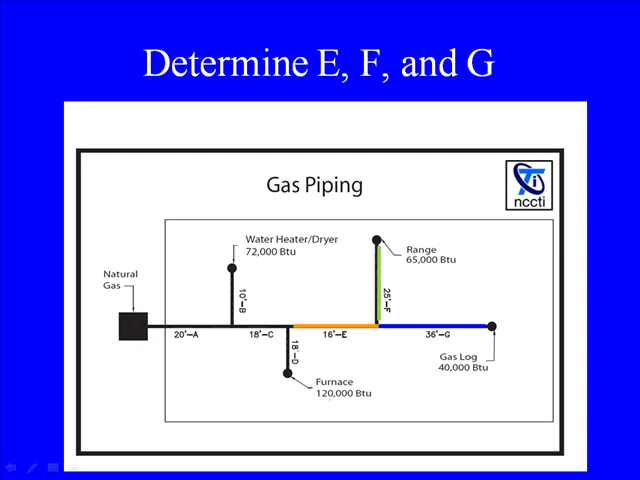 Determine E, F, and G
Gas Piping
nccti
Water Heater/Dryer
72,000 Btu
Range
65,000 Btu
Natural
Gas
10'-B
25'-F
20'-A
18'-C
16'-E
36'-G
18'-D
Gas Log
40,000 Btu
Furnace
120,000 Btu